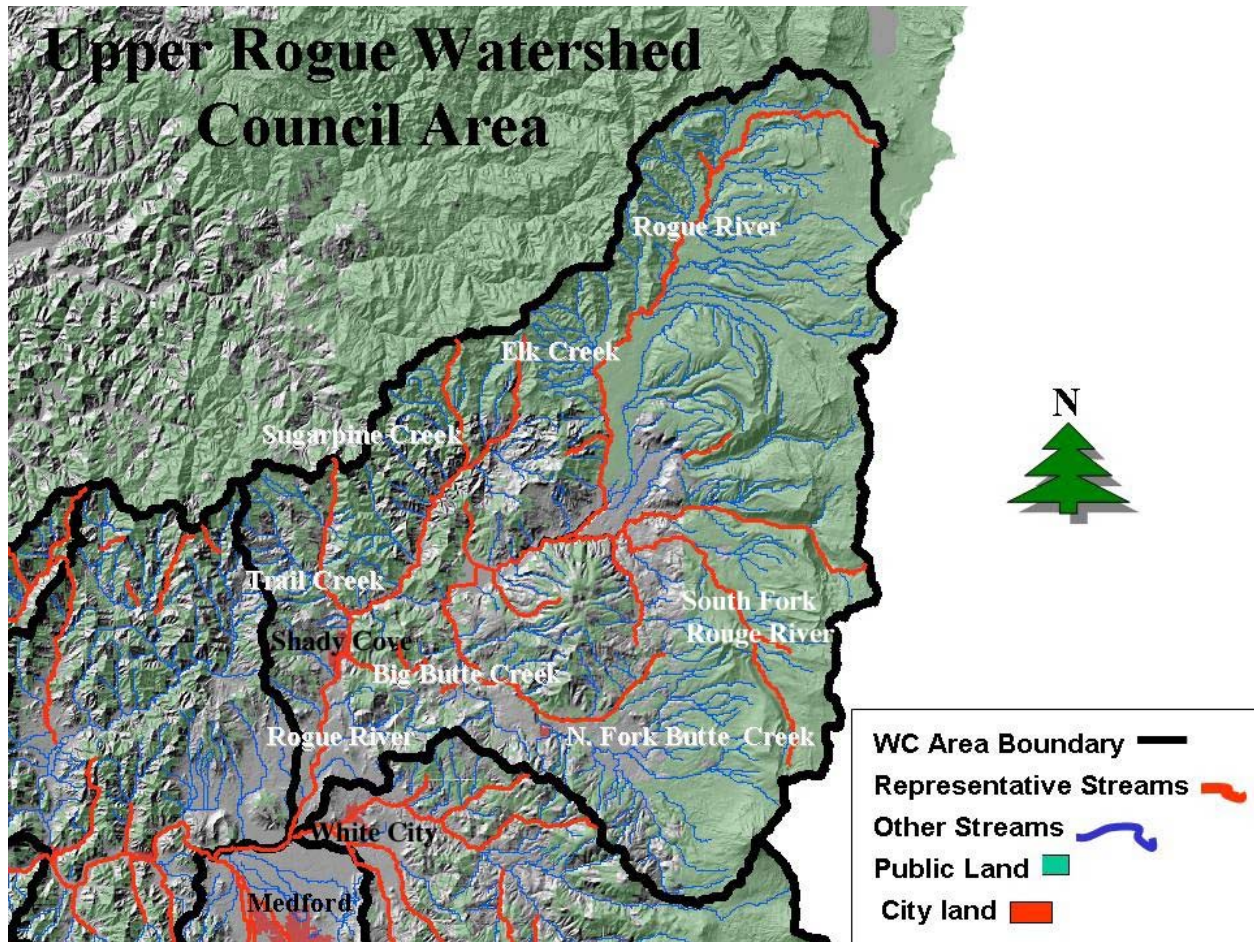 Upper Rogue Watershed
Council Area
Rogue River
Elk Creek
N
Sugarpine Creek
Trail Creek
South Fork
Rouge River
Shady Cove
Big Butte Creek
Rogue River
N. Fork Butte Creek
WC Area Boundary
Representative Streams
Other Streams
Public Land
City land
White City
Medford